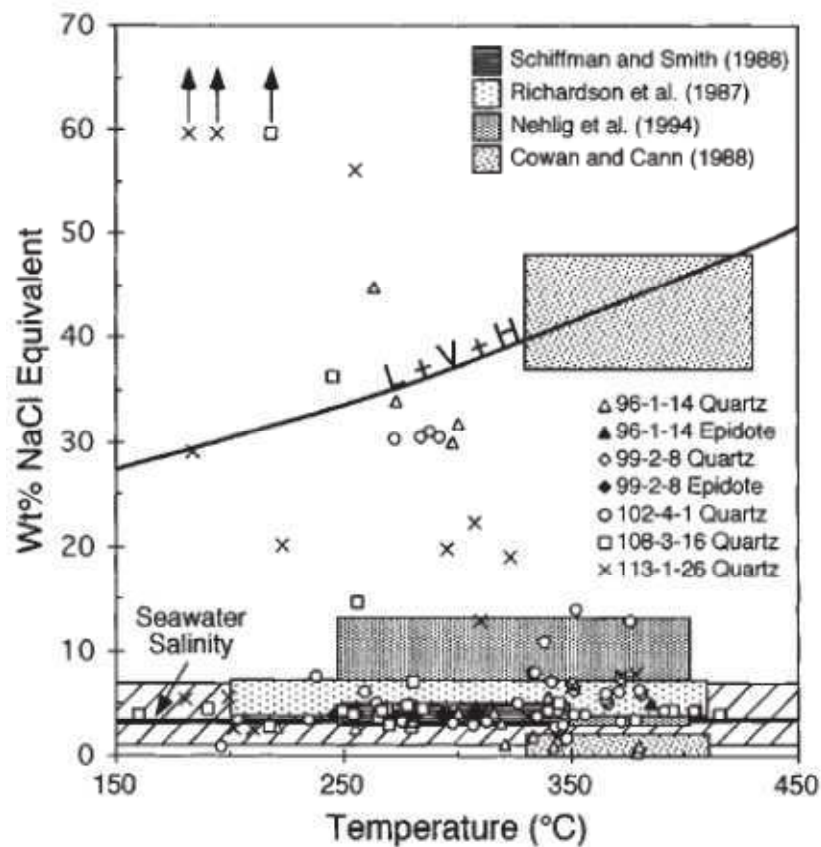 70
60
50
40
30
20
10
0
Wt% NaCl Equivalent
Schiffman and Smith (1988)
Richardson et al. (1987)
Nehlig et al. (1994)
Cowan and Cann (1988)
L + V + H
96-1-14 Quartz
96-1-14 Epidote
99-2-8 Quartz
99-2-8 Epidote
102-4-1 Quartz
108-3-16 Quartz
113-1-26 Quartz
Seawater
Salinity
150
250
350
450
Temperature (°C)